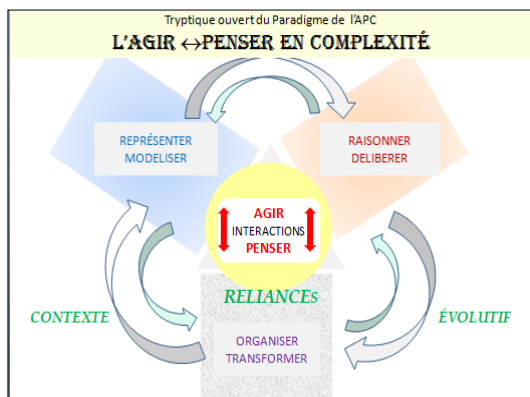 Tryptique ouvert du Paradigme de l'APC
L'AGIR ↔PENSER EN COMPLEXITÉ
REPRÉSENTER
MODELISER
RAISONNER
DELIBERER
AGIR
INTERACTIONS
PENSER
RELIANCEs
CONTEXTE
ÉVOLUTIF
ORGANISER
TRANSFORMER